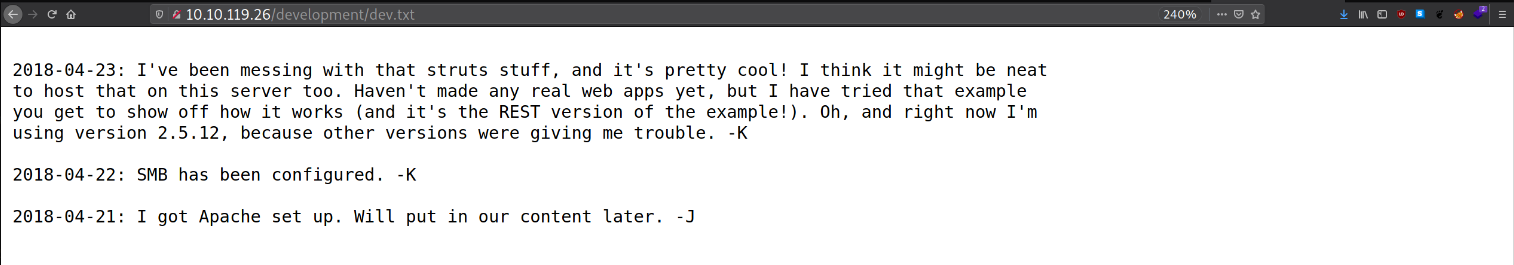 10.10.119.26/development/dev.txt
240%
2018-04-23: I've been messing with that struts stuff, and it's pretty cool! I think it might be neat
to host that on this server too. Haven't made any real web apps yet, but I have tried that example
you get to show off how it works (and it's the REST version of the example!). Oh, and right now I'm
using version 2.5.12, because other versions were giving me trouble. -K
2018-04-22: SMB has been configured. -K
2018-04-21: I got Apache set up. Will put in our content later. -J